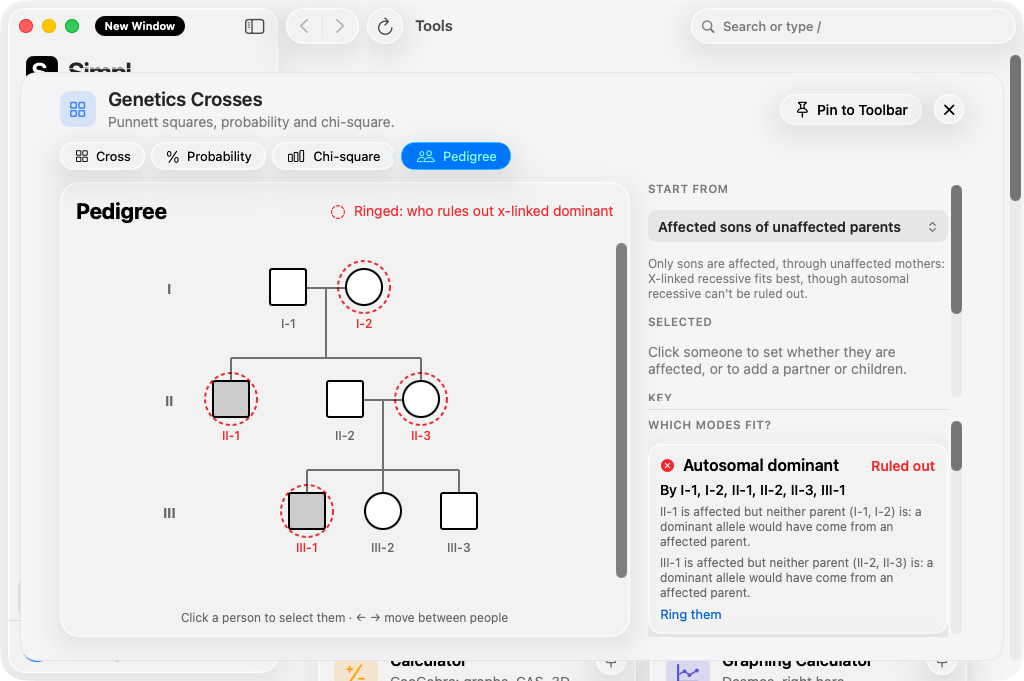 New Window
Tools
Search or type /
Simpl
Genetics Crosses
Punnett squares, probability and chi-square.
Pin to Toolbar
Cross
% Probability
Chi-square
Pedigree
Pedigree
Ringed: who rules out x-linked dominant
I
I-1
I-2
II
II-1
II-2
II-3
III
III-1
III-2
III-3
Click a person to select them · ← → move between people
START FROM
Affected sons of unaffected parents
Only sons are affected, through unaffected mothers:
X-linked recessive fits best, though autosomal
recessive can't be ruled out.
SELECTED
Click someone to set whether they are
affected, or to add a partner or children.
KEY
WHICH MODES FIT?
Autosomal dominant
Ruled out
By I-1, I-2, II-1, II-2, II-3, III-1
II-1 is affected but neither parent (I-1, I-2) is: a
dominant allele would have come from an
affected parent.
III-1 is affected but neither parent (II-2, II-3) is: a
dominant allele would have come from an
affected parent.
Ring them
Calculator
GeoGebra: graphs, CAS, 3D
Graphing Calculator
Desmos, right here